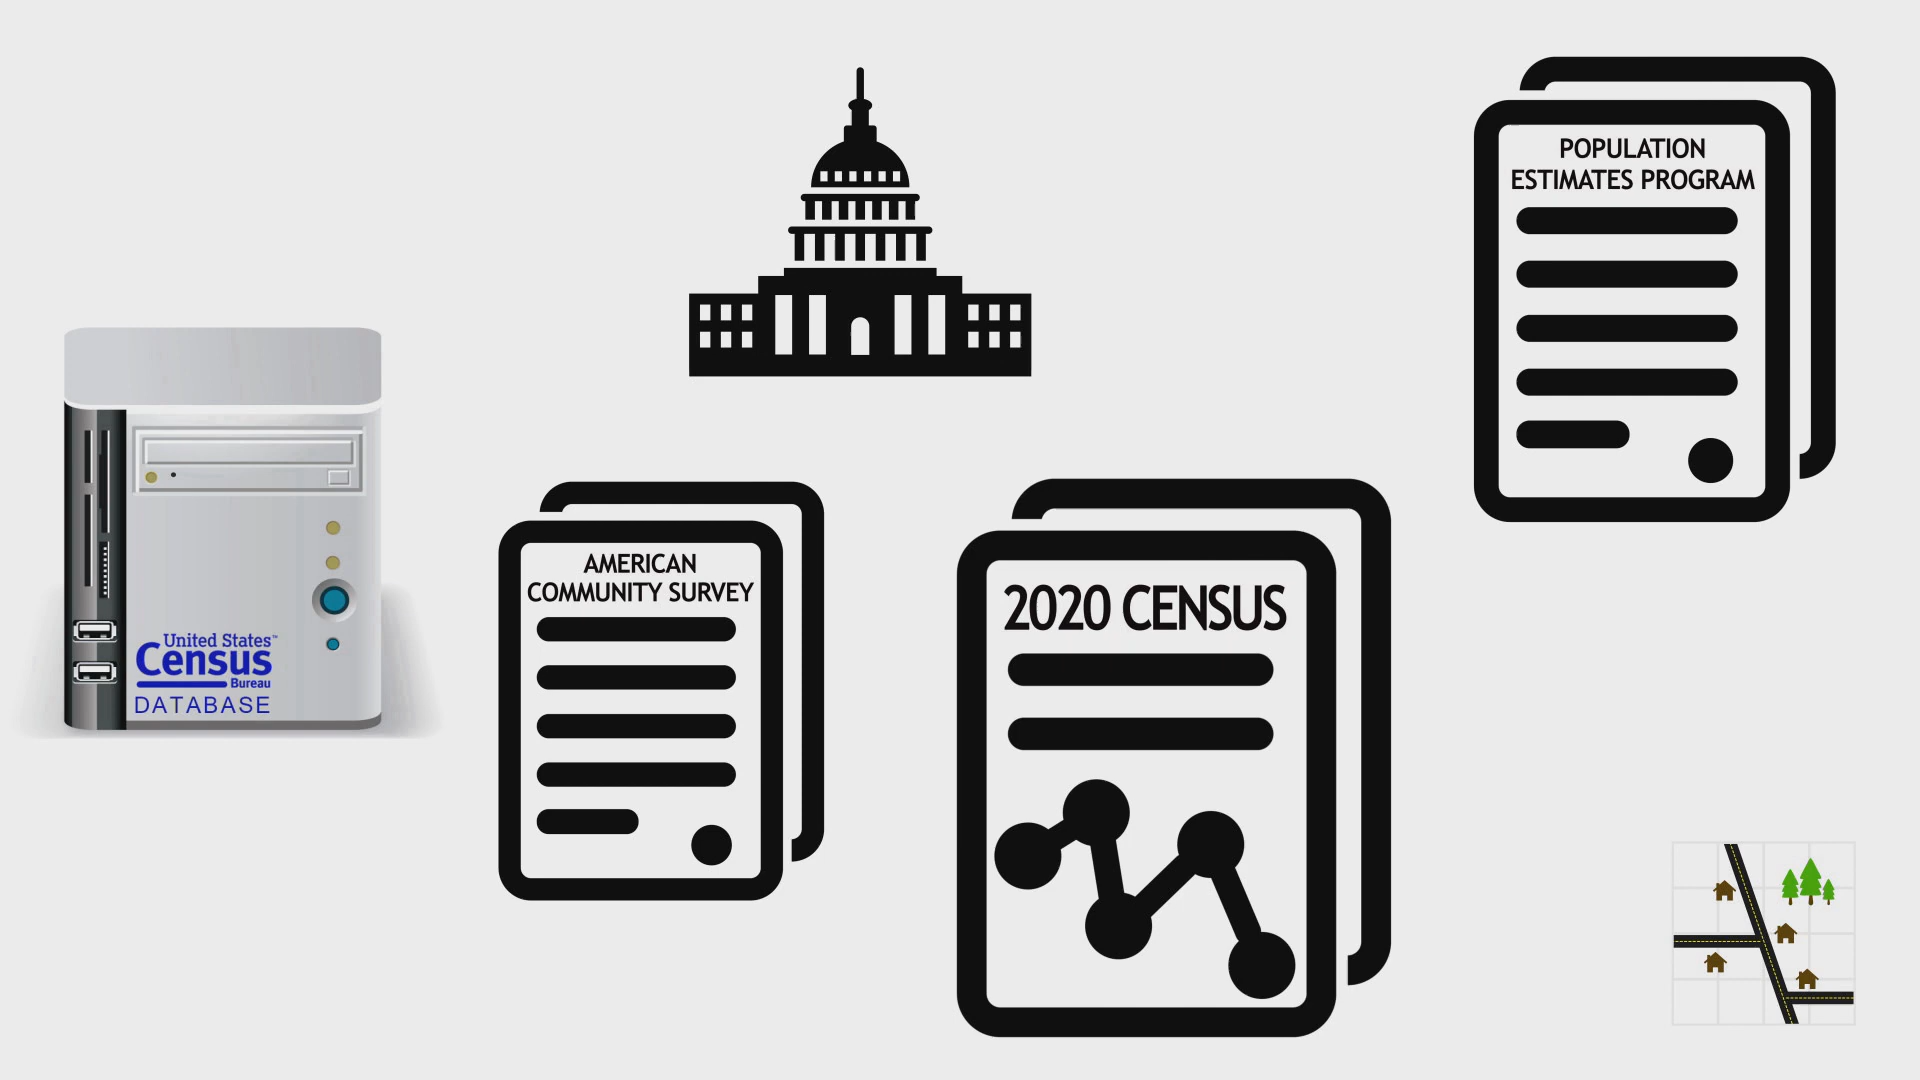 POPULATION
ESTIMATES PROGRAM
AMERICAN
COMMUNITY SURVEY
2020 CENSUS
United States™
Census
Bureau
DATABASE